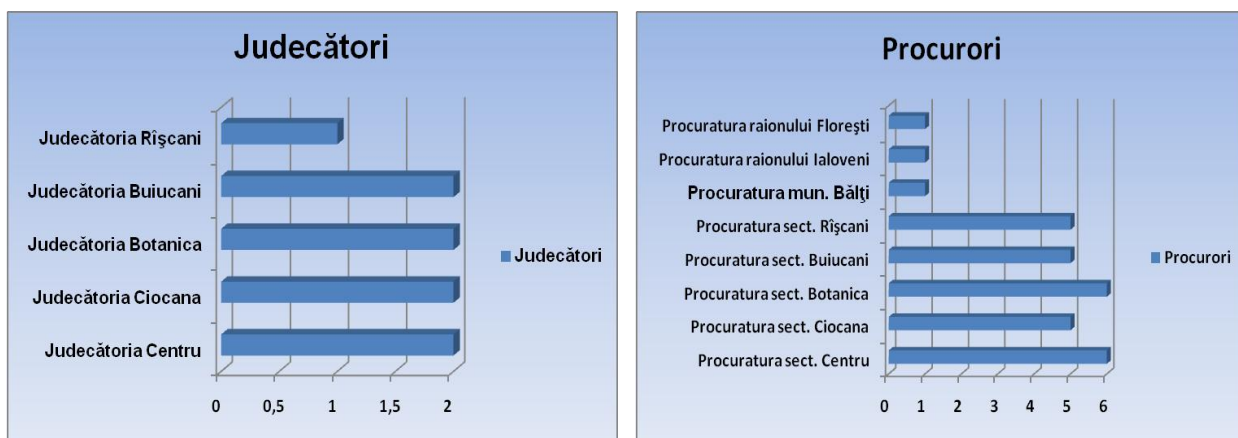 Judecători
Judecătoria Rîşcani
Judecătoria Buiucani
Judecătoria Botanica
Judecătoria Ciocana
Judecătoria Centru
0 0,5 1 1,5 2
Judecători
Procurori
Procuratura raionului Floreşti
Procuratura raionului Ialoveni
Procuratura mun. Bălţi
Procuratura sect. Rîşcani
Procuratura sect. Buiucani
Procuratura sect. Botanica
Procuratura sect. Ciocana
Procuratura sect. Centru
0 1 2 3 4 5 6
Procurori